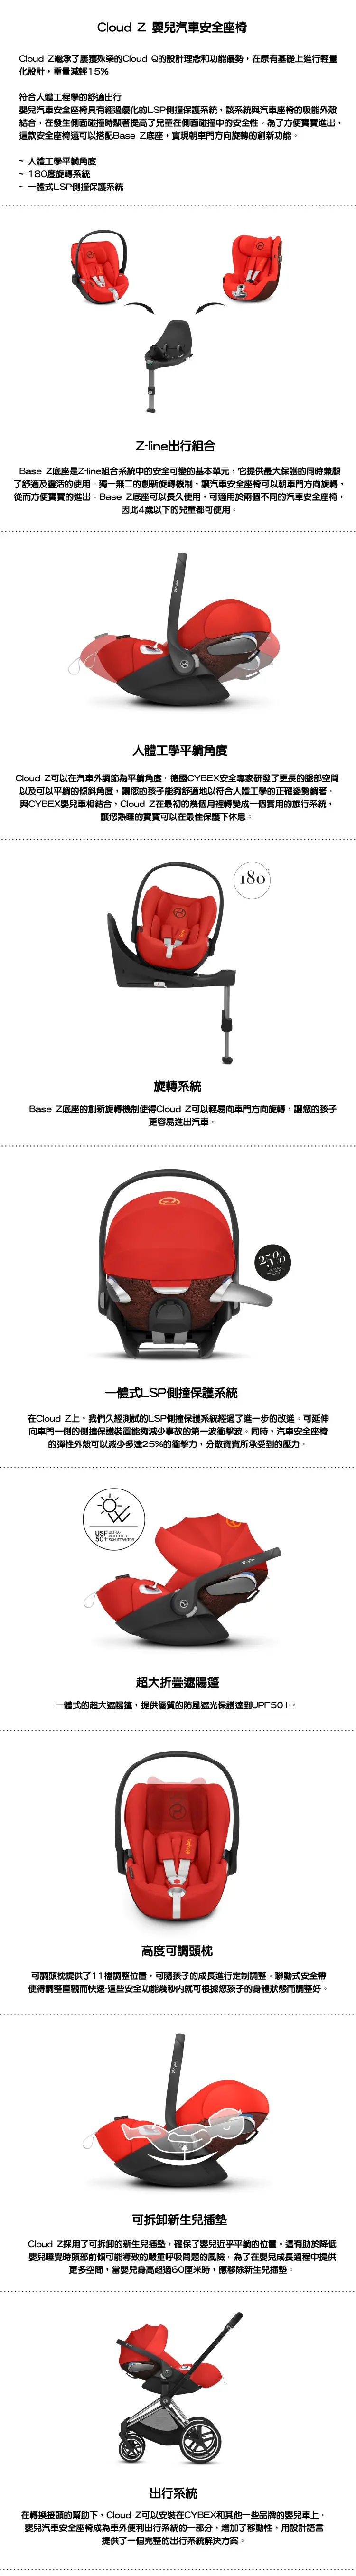 Cloud Z 嬰兒汽車安全座椅
Cloud Z繼承了屢獲殊榮的Cloud Q的設計理念和功能優勢，在原有基礎上進行輕量
化設計，重量減輕15%
符合人體工程學的舒適出行
嬰兒汽車安全座椅具有經過優化的LSP側撞保護系統，該系統與汽車座椅的吸能外殼
結合，在發生側面碰撞時顯著提高了兒童在側面碰撞中的安全性。為了方便寶寶進出，
這款安全座椅還可以搭配Base Z底座，實現朝車門方向旋轉的創新功能。
~ 人體工學平躺角度
~ 180度旋轉系統
~ 一體式LSP側撞保護系統
Z-line出行組合
Base Z底座是Z-line組合系統中的安全可變的基本單元，它提供最大保護的同時兼顧
了舒適及靈活的使用。獨一無二的創新旋轉機制，讓汽車安全座椅可以朝車門方向旋轉，
從而方便寶寶的進出。Base Z底座可以長久使用，可適用於兩個不同的汽車安全座椅，
因此4歲以下的兒童都可使用。
人體工學平躺角度
Cloud Z可以在汽車外調節為平躺角度。德國CYBEX安全專家研發了更長的腿部空間
以及可以平躺的傾斜角度，讓您的孩子能夠舒適地以符合人體工學的正確姿勢躺著。
與CYBEX嬰兒車相結合，Cloud Z在最初的幾個月裡轉變成一個實用的旅行系統，
讓您熟睡的寶寶可以在最佳保護下休息。
180°
旋轉系統
Base Z底座的創新旋轉機制使得Cloud Z可以輕易向車門方向旋轉，讓您的孩子
更容易進出汽車。
25%
一體式LSP側撞保護系統
在Cloud Z上，我們久經測試的LSP側撞保護系統經過了進一步的改進。可延伸
向車門一側的側撞保護裝置能夠減少事故的第一波衝擊波。同時，汽車安全座椅
的彈性外殼可以減少多達25%的衝擊力，分散寶寶所承受到的壓力。
USF
50+
ULTRA-
VIOLETTER
SCHUTZFAKTOR
超大折疊遮陽篷
一體式的超大遮陽篷，提供優質的防風遮光保護達到UPF50+。
高度可調頭枕
可調頭枕提供了11檔調整位置，可隨孩子的成長進行定制調整。聯動式安全帶
使得調整直觀而快速-這些安全功能幾秒內就可根據您孩子的身體狀態而調整好。
可拆卸新生兒插墊
Cloud Z採用了可拆卸的新生兒插墊，確保了嬰兒近乎平躺的位置。這有助於降低
嬰兒睡覺時頭部前傾可能導致的嚴重呼吸問題的風險。為了在嬰兒成長過程中提供
更多空間，當嬰兒身高超過60厘米時，應移除新生兒插墊。
出行系統
在轉換接頭的幫助下，Cloud Z可以安裝在CYBEX和其他一些品牌的嬰兒車上。
嬰兒汽車安全座椅成為車外便利出行系統的一部分，增加了移動性，用設計語言
提供了一個完整的出行系統解決方案。